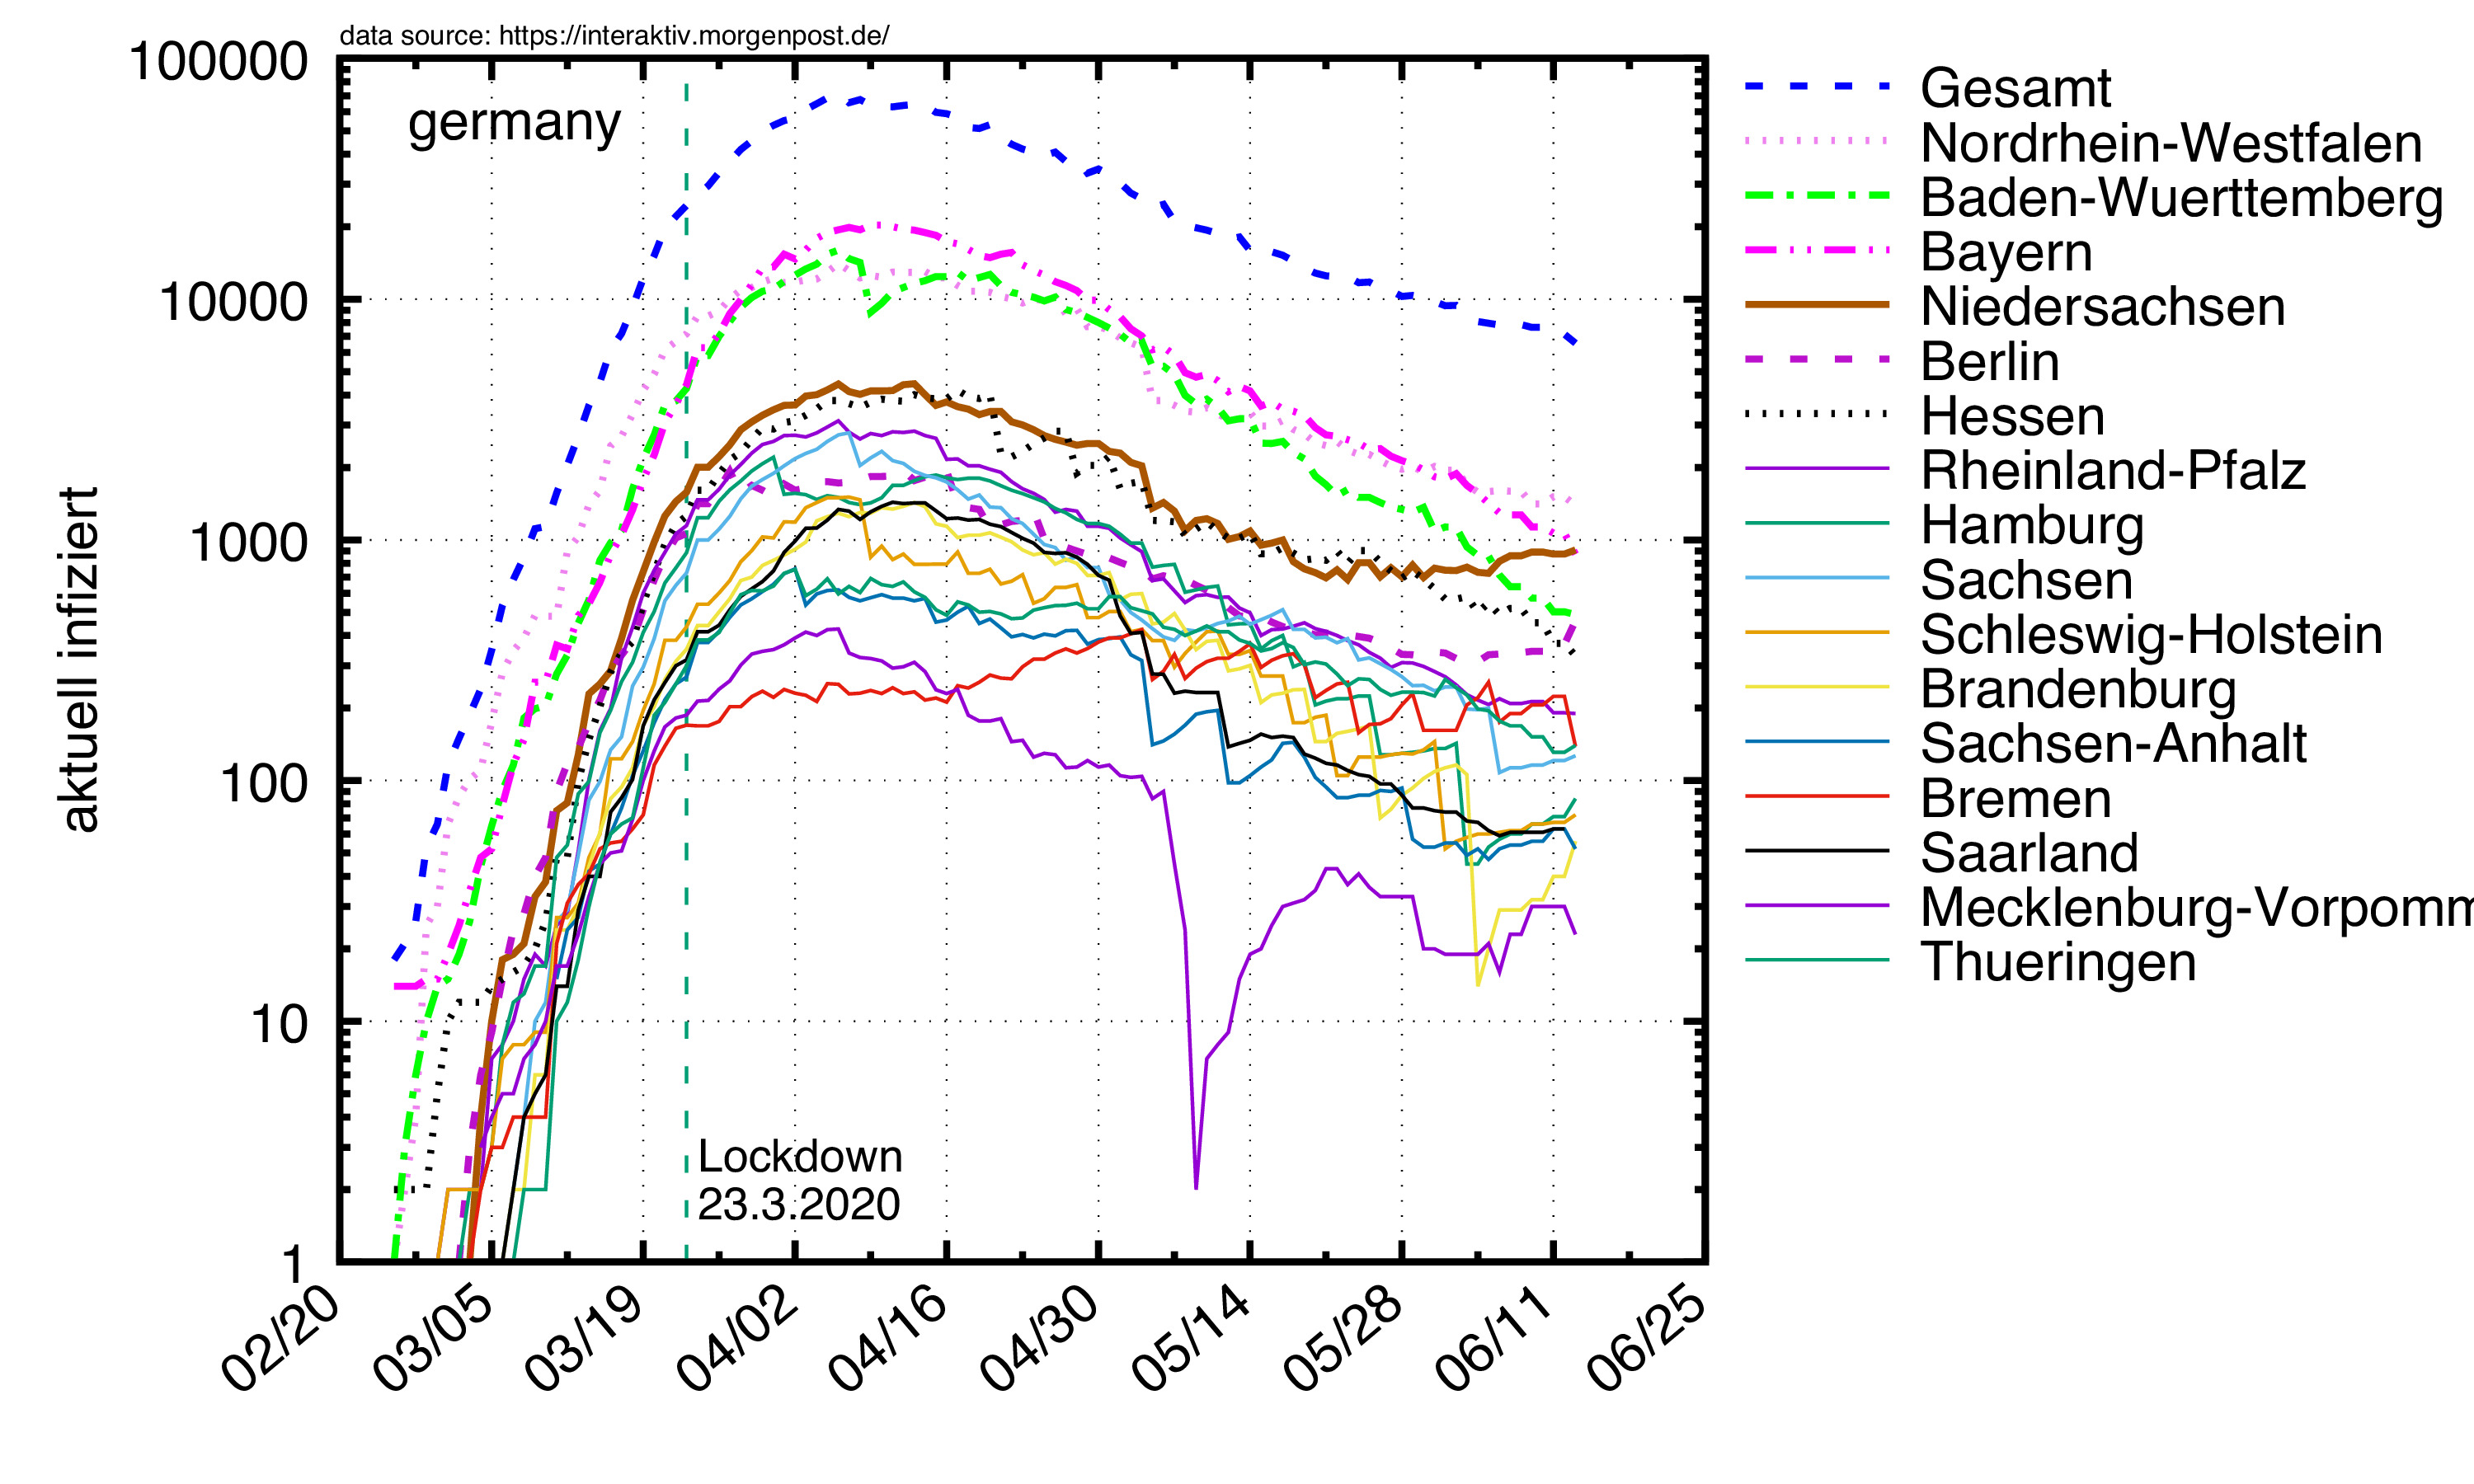 data source: https://interaktiv.morgenpost.de/
germany
aktuell infiziert
100000
10000
1000
100
10
1
Lockdown
23.3.2020
02/20
03/05
03/19
04/02
04/16
04/30
05/14
05/28
06/11
06/25
Gesamt
Nordrhein-Westfalen
Baden-Wuerttemberg
Bayern
Niedersachsen
Berlin
Hessen
Rheinland-Pfalz
Hamburg
Sachsen
Schleswig-Holstein
Brandenburg
Sachsen-Anhalt
Bremen
Saarland
Mecklenburg-Vorpomm
Thueringen